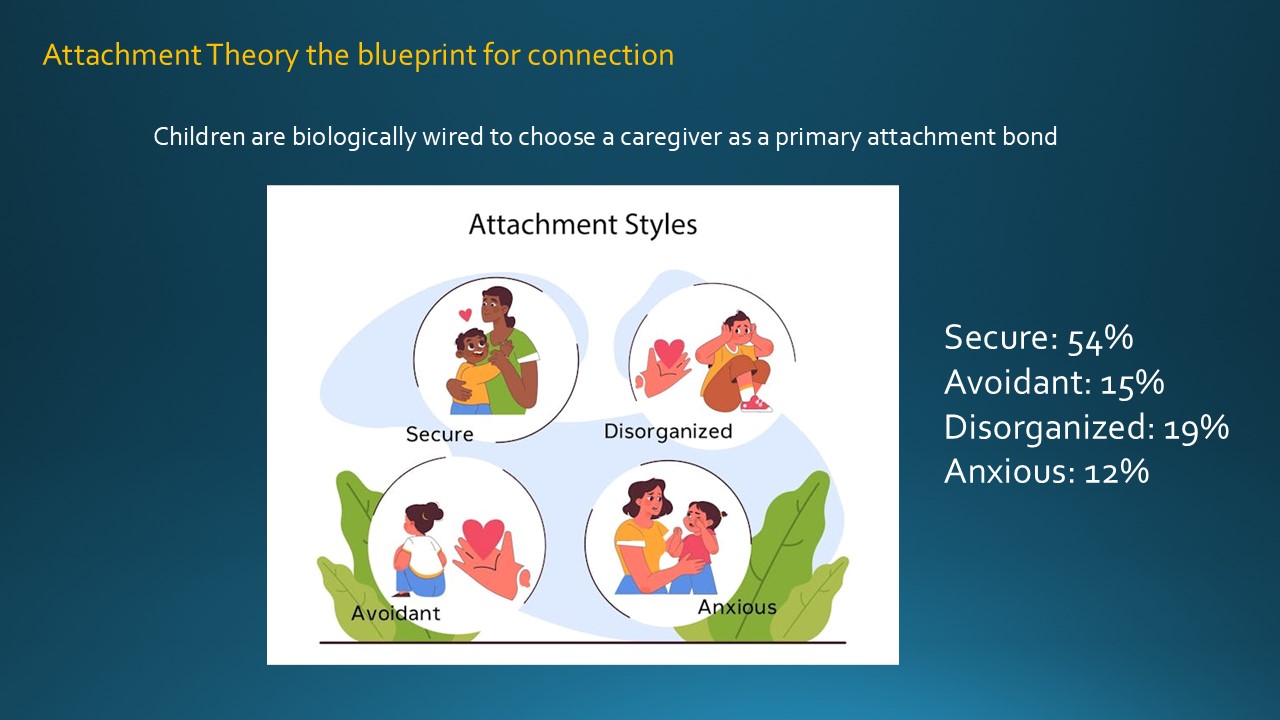 Attachment Theory the blueprint for connection
Children are biologically wired to choose a caregiver as a primary attachment bond
Attachment Styles
Secure
Disorganized
Avoidant
Anxious
Secure: 54%
Avoidant: 15%
Disorganized: 19%
Anxious: 12%